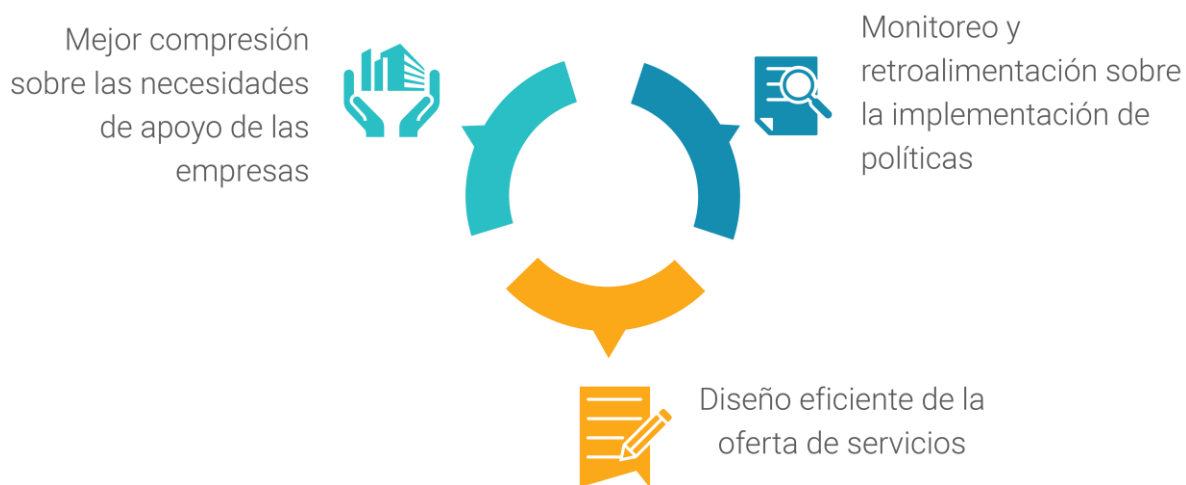 Mejor compresión
sobre las necesidades
de apoyo de las
empresas
Monitoreo y
retroalimentación sobre
la implementación de
políticas
Diseño eficiente de la
oferta de servicios